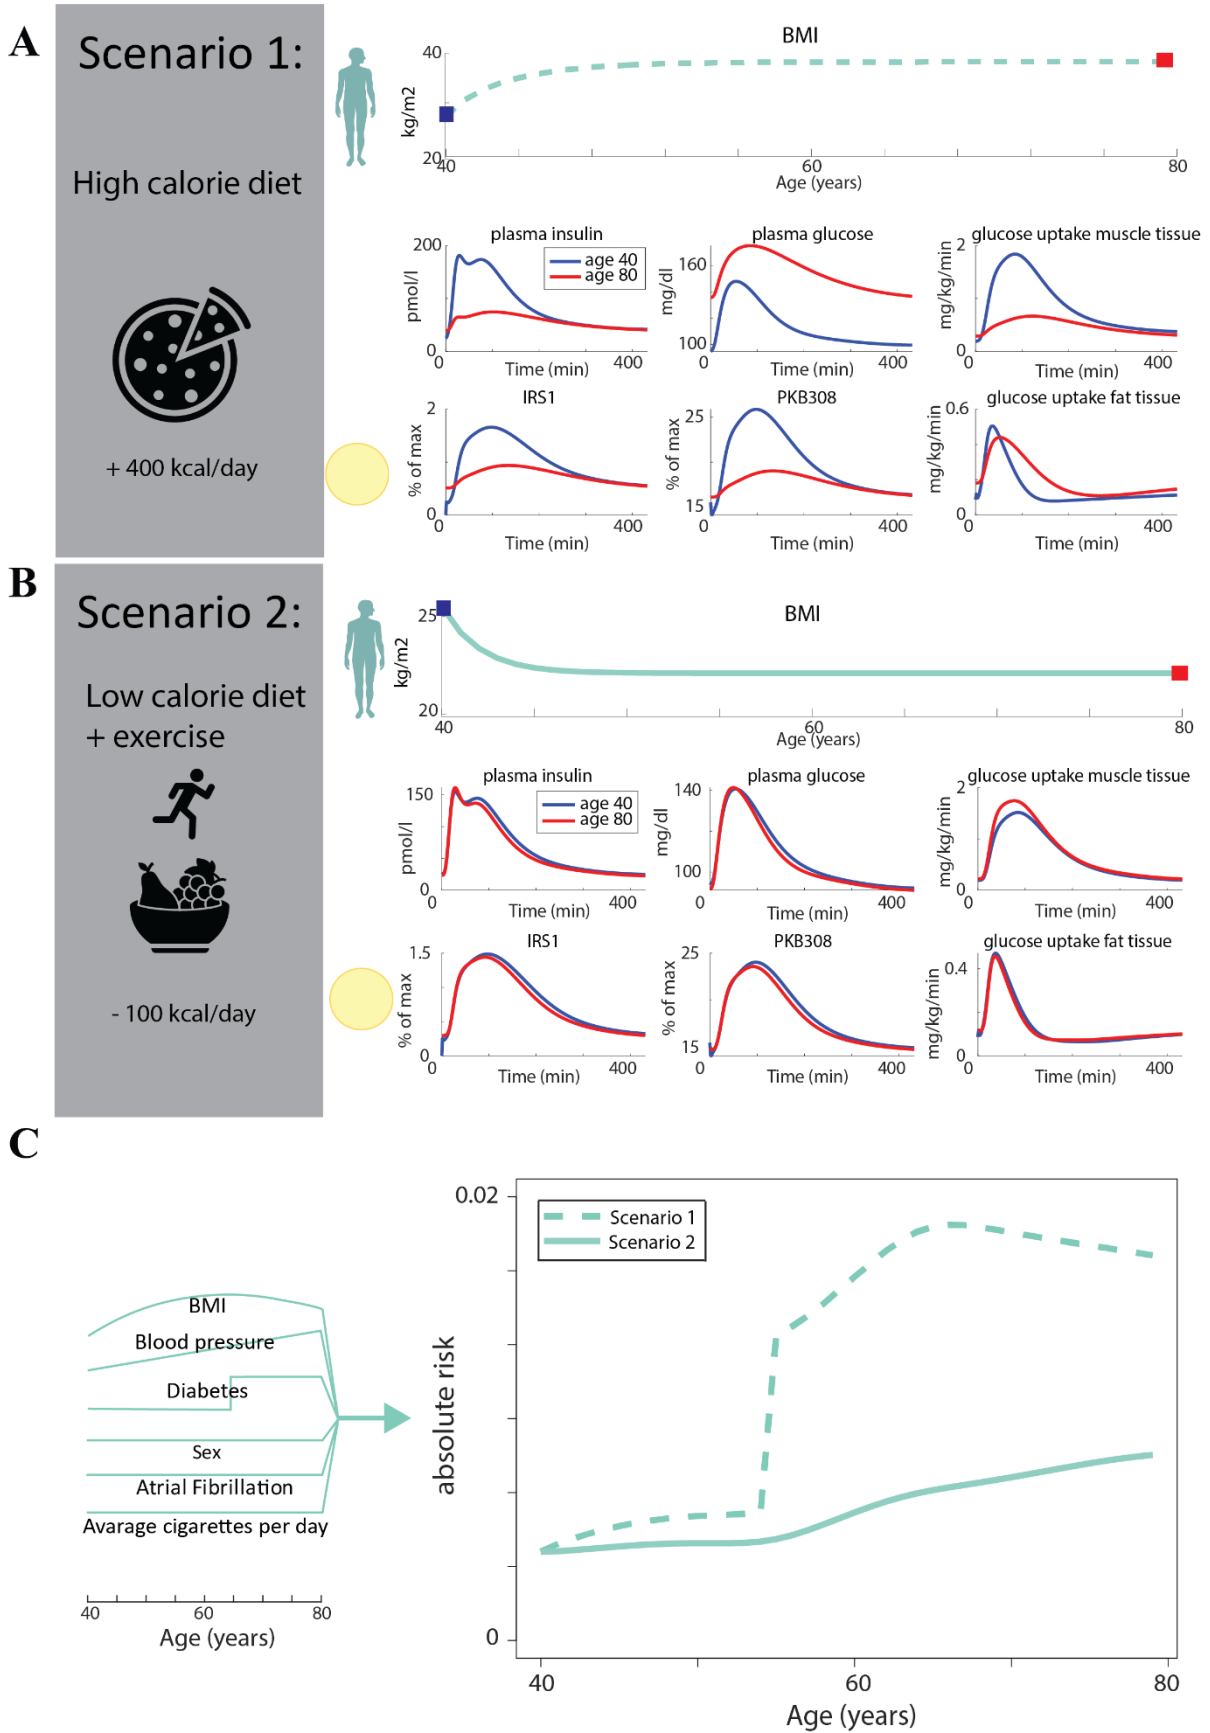 A
Scenario 1:
High calorie diet
+ 400 kcal/day
BMI
kg/m2
40
20
40
60
80
Age (years)
plasma insulin
pmol/l
200
0
0
400
Time (min)
age 40
age 80
plasma glucose
mg/dl
160
100
0
400
Time (min)
glucose uptake muscle tissue
mg/kg/min
2
0
0
400
Time (min)
IRS1
% of max
2
0
0
400
Time (min)
PKB308
% of max
25
15
0
400
Time (min)
glucose uptake fat tissue
mg/kg/min
0.6
0
0
400
Time (min)
B
Scenario 2:
Low calorie diet
+ exercise
- 100 kcal/day
BMI
kg/m2
25
20
40
60
80
Age (years)
plasma insulin
pmol/l
150
0
0
400
Time (min)
age 40
age 80
plasma glucose
mg/dl
140
100
0
400
Time (min)
glucose uptake muscle tissue
mg/kg/min
2
0
0
400
Time (min)
IRS1
% of max
1.5
0
0
400
Time (min)
PKB308
% of max
25
15
0
400
Time (min)
glucose uptake fat tissue
mg/kg/min
0.4
0
0
400
Time (min)
C
BMI
Blood pressure
Diabetes
Sex
Atrial Fibrillation
Avarage cigarettes per day
40
60
80
Age (years)
absolute risk
0.02
0
Scenario 1
Scenario 2
40
60
80
Age (years)